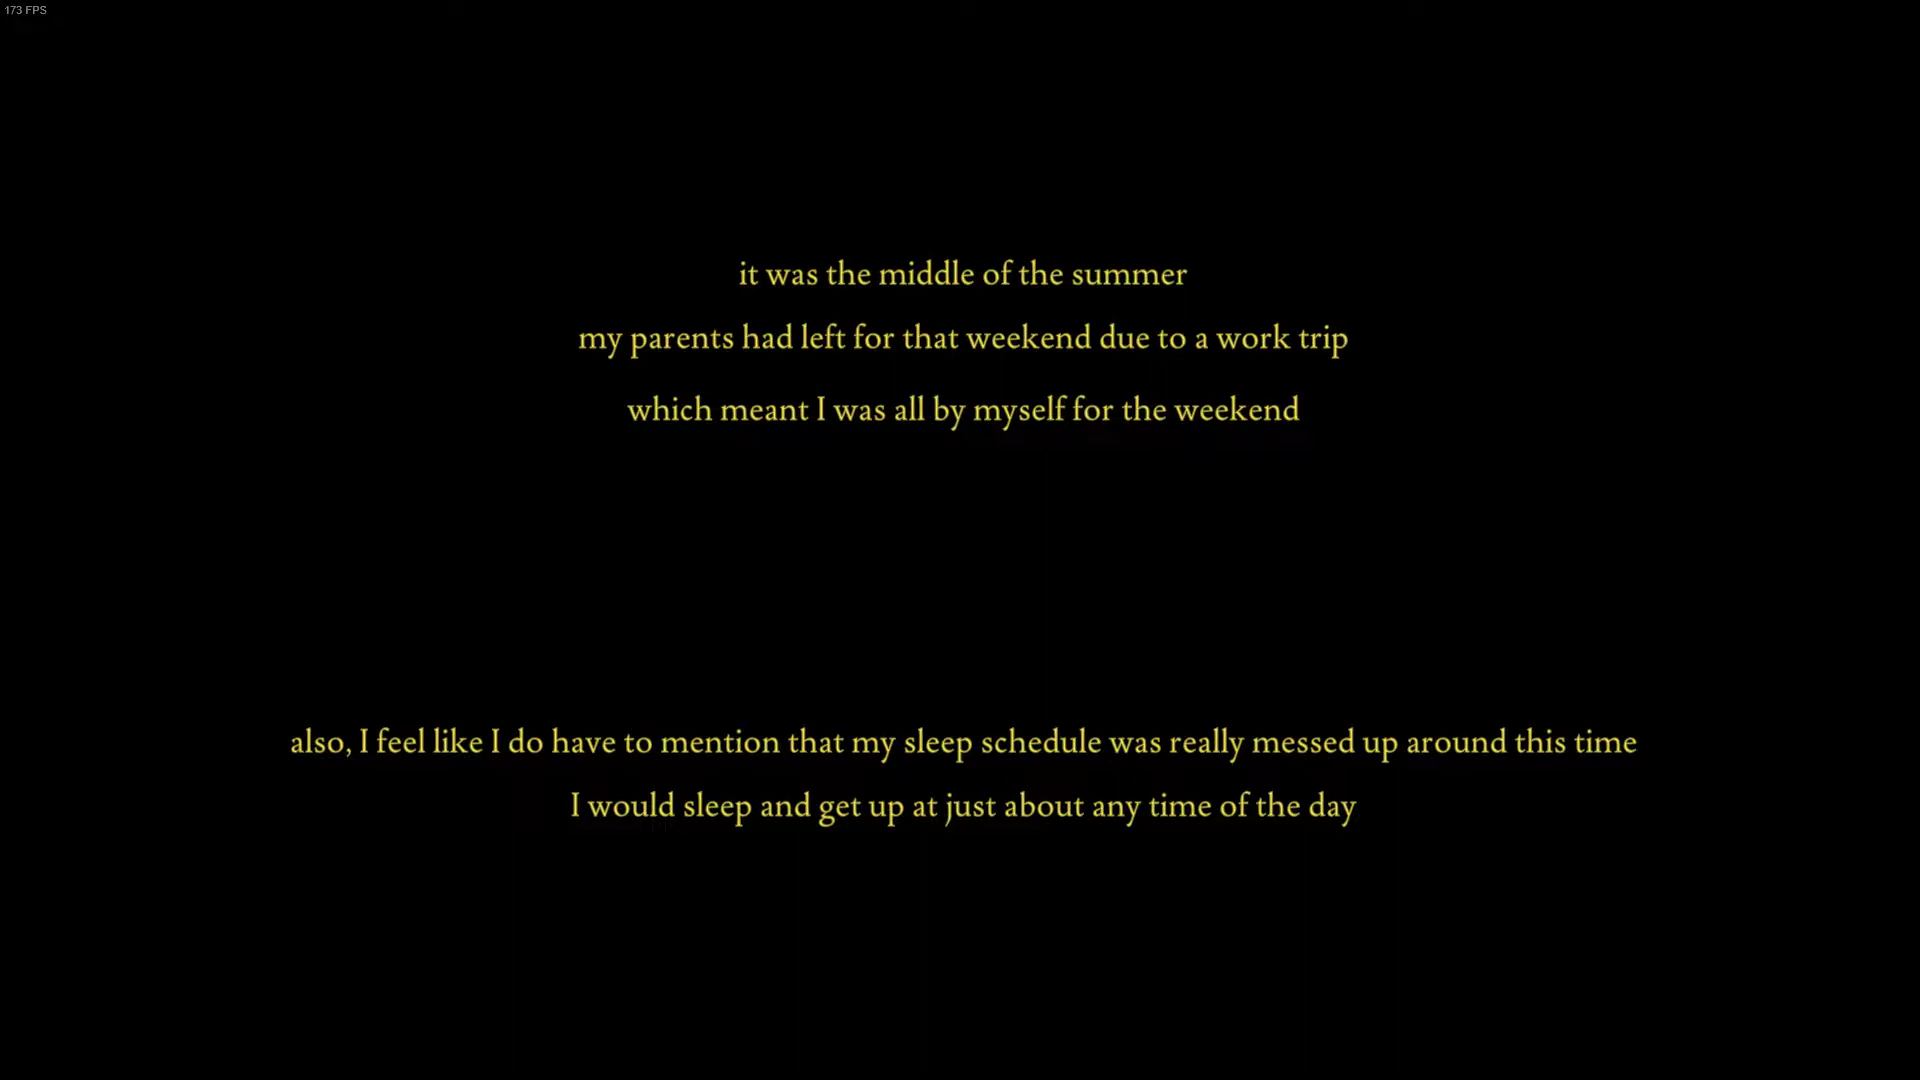 173 FPS
it was the middle of the summer
my parents had left for that weekend due to a work trip
which meant I was all by myself for the weekend
also, I feel like I do have to mention that my sleep schedule was really messed up around this time
I would sleep and get up at just about any time of the day